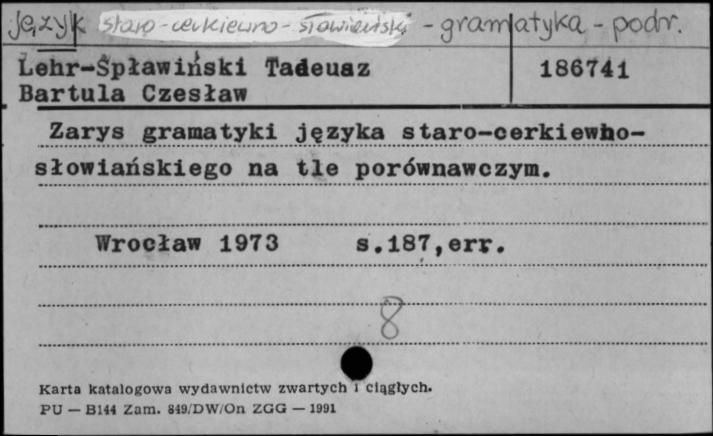 język staro-cerkiewno-słowiański - gramatyka - podr.
Lehr-Spławiński Tadeusz 186741
Bartula Czesław
Zarys gramatyki języka staro-cerkiewno-
słowiańskiego na tle porównawczym.
Wrocław 1973 s.187,err.
8
Karta katalogowa wydawnictw zwartych i ciągłych.
PU — B144 Zam. 849/DW/On ZGG — 1991